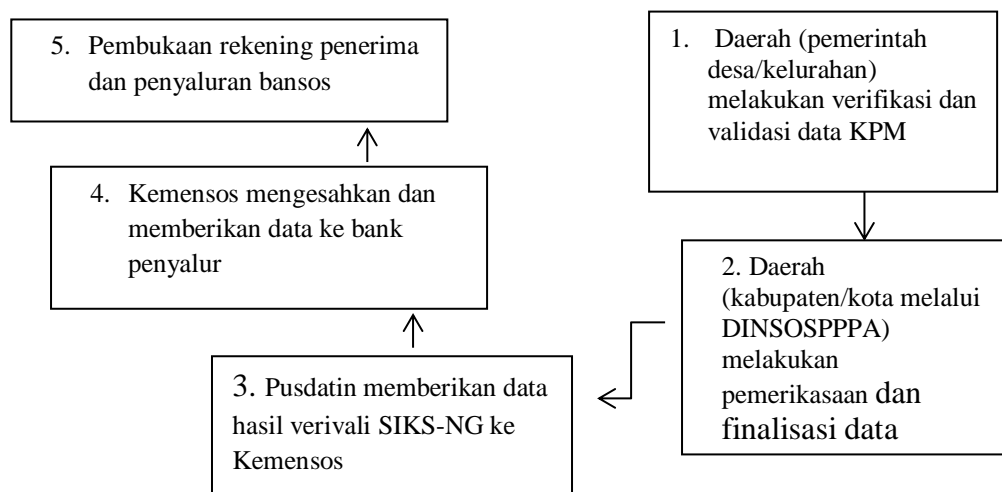 1. Daerah (pemerintah
desa/kelurahan)
melakukan verifikasi dan
validasi data KPM
2. Daerah
(kabupaten/kota melalui
DINSOSPPPA)
melakukan
pemerikasaan dan
finalisasi data
3. Pusdatin memberikan data
hasil verivali SIKS-NG ke
Kemensos
4. Kemensos mengesahkan dan
memberikan data ke bank
penyalur
5. Pembukaan rekening penerima
dan penyaluran bansos